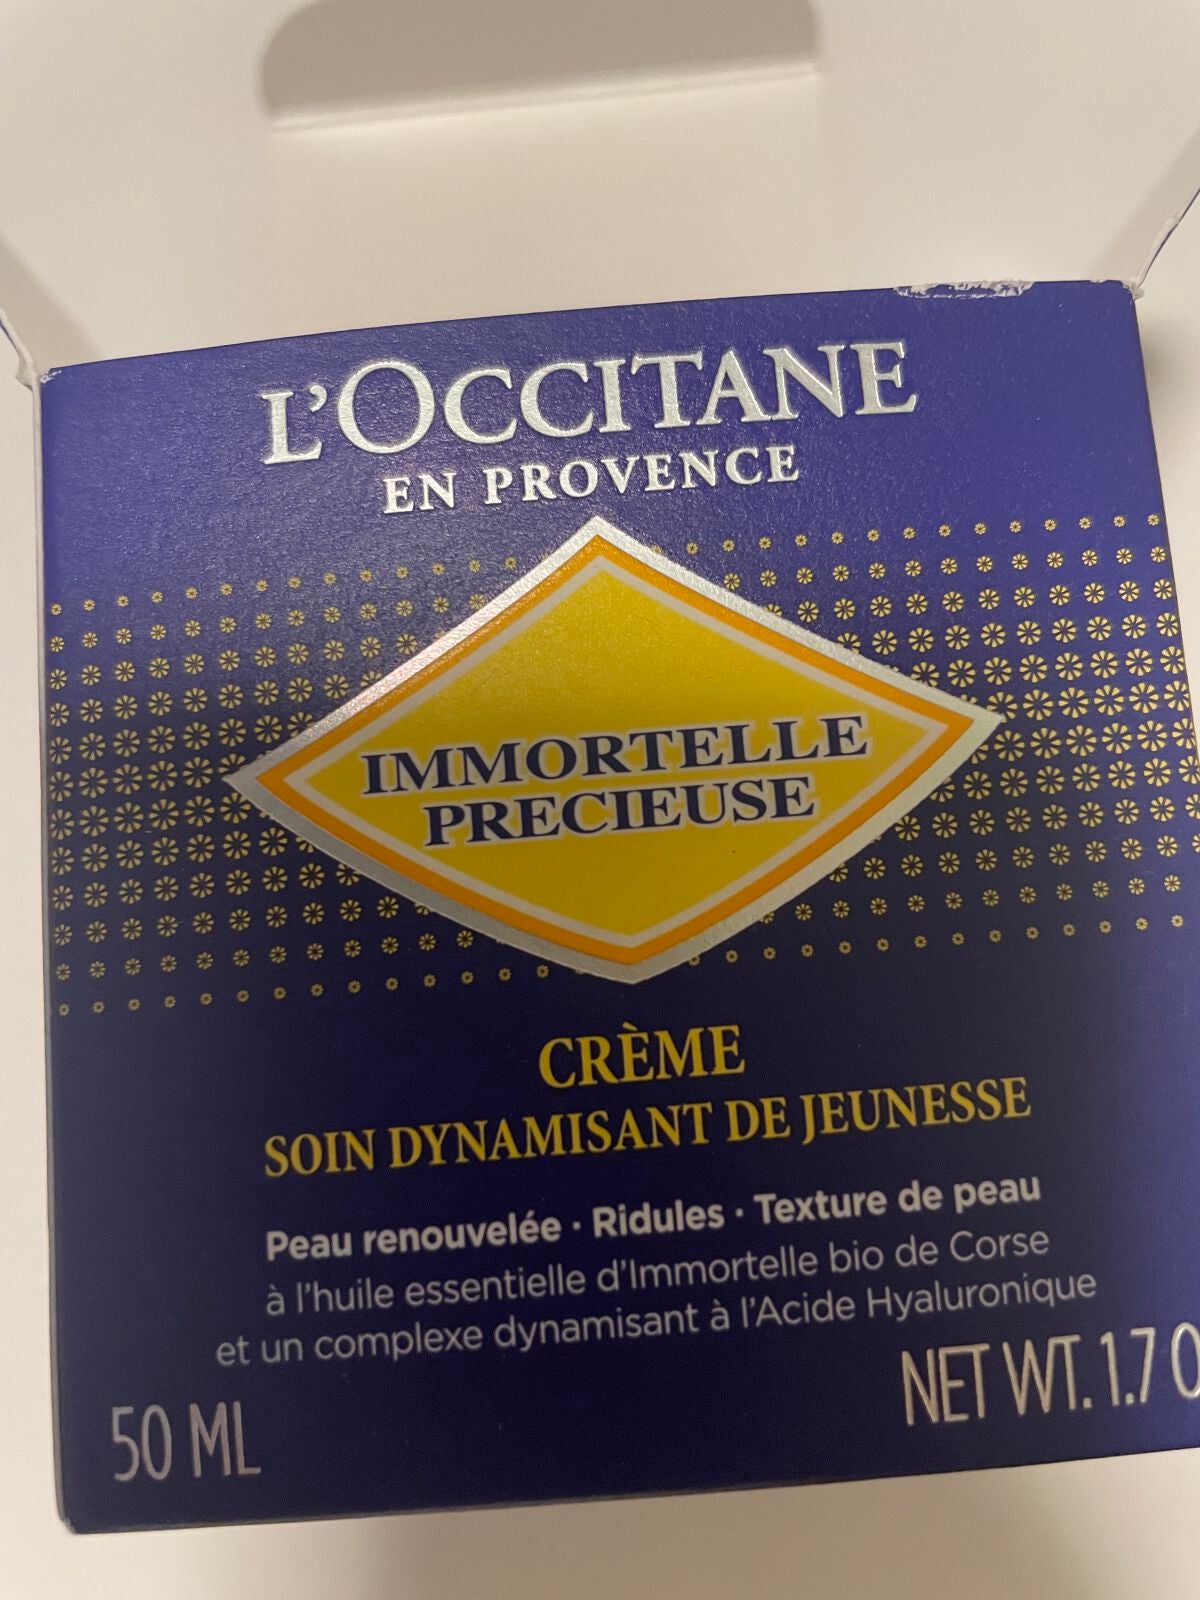 L'OCCITANE
EN PROVENCE
IMMORTELLE
PRECIEUSE
CRÈME
SOIN DYNAMISANT DE JEUNESSE
Peau renouvelée · Ridules · Texture de peau
à l'huile essentielle d'Immortelle bio de Corse
et un complexe dynamisant à l'Acide Hyaluronique
50 ML
NET WT. 1.7 O